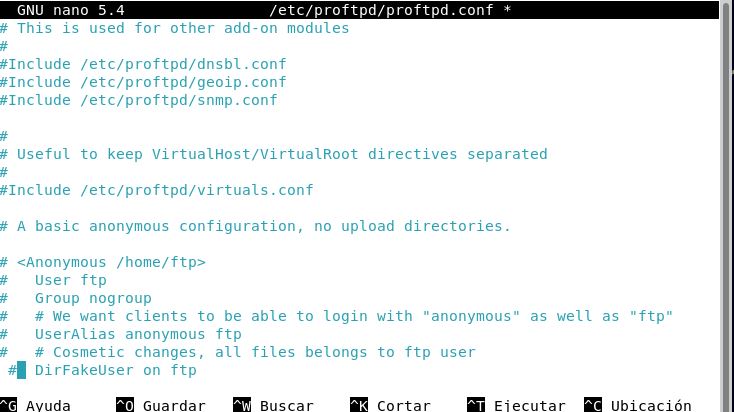 GNU nano 5.4 /etc/proftpd/proftpd.conf *
# This is used for other add-on modules
#
#Include /etc/proftpd/dnsbl.conf
#Include /etc/proftpd/geoip.conf
#Include /etc/proftpd/snmp.conf
#
# Useful to keep VirtualHost/VirtualRoot directives separated
#
#Include /etc/proftpd/virtuals.conf
# A basic anonymous configuration, no upload directories.
# <Anonymous /home/ftp>
#   User ftp
#   Group nogroup
#   # We want clients to be able to login with "anonymous" as well as "ftp"
#   UserAlias anonymous ftp
#   # Cosmetic changes, all files belongs to ftp user
 #  DirFakeUser on ftp
^G Ayuda ^O Guardar ^W Buscar ^K Cortar ^T Ejecutar ^C Ubicación